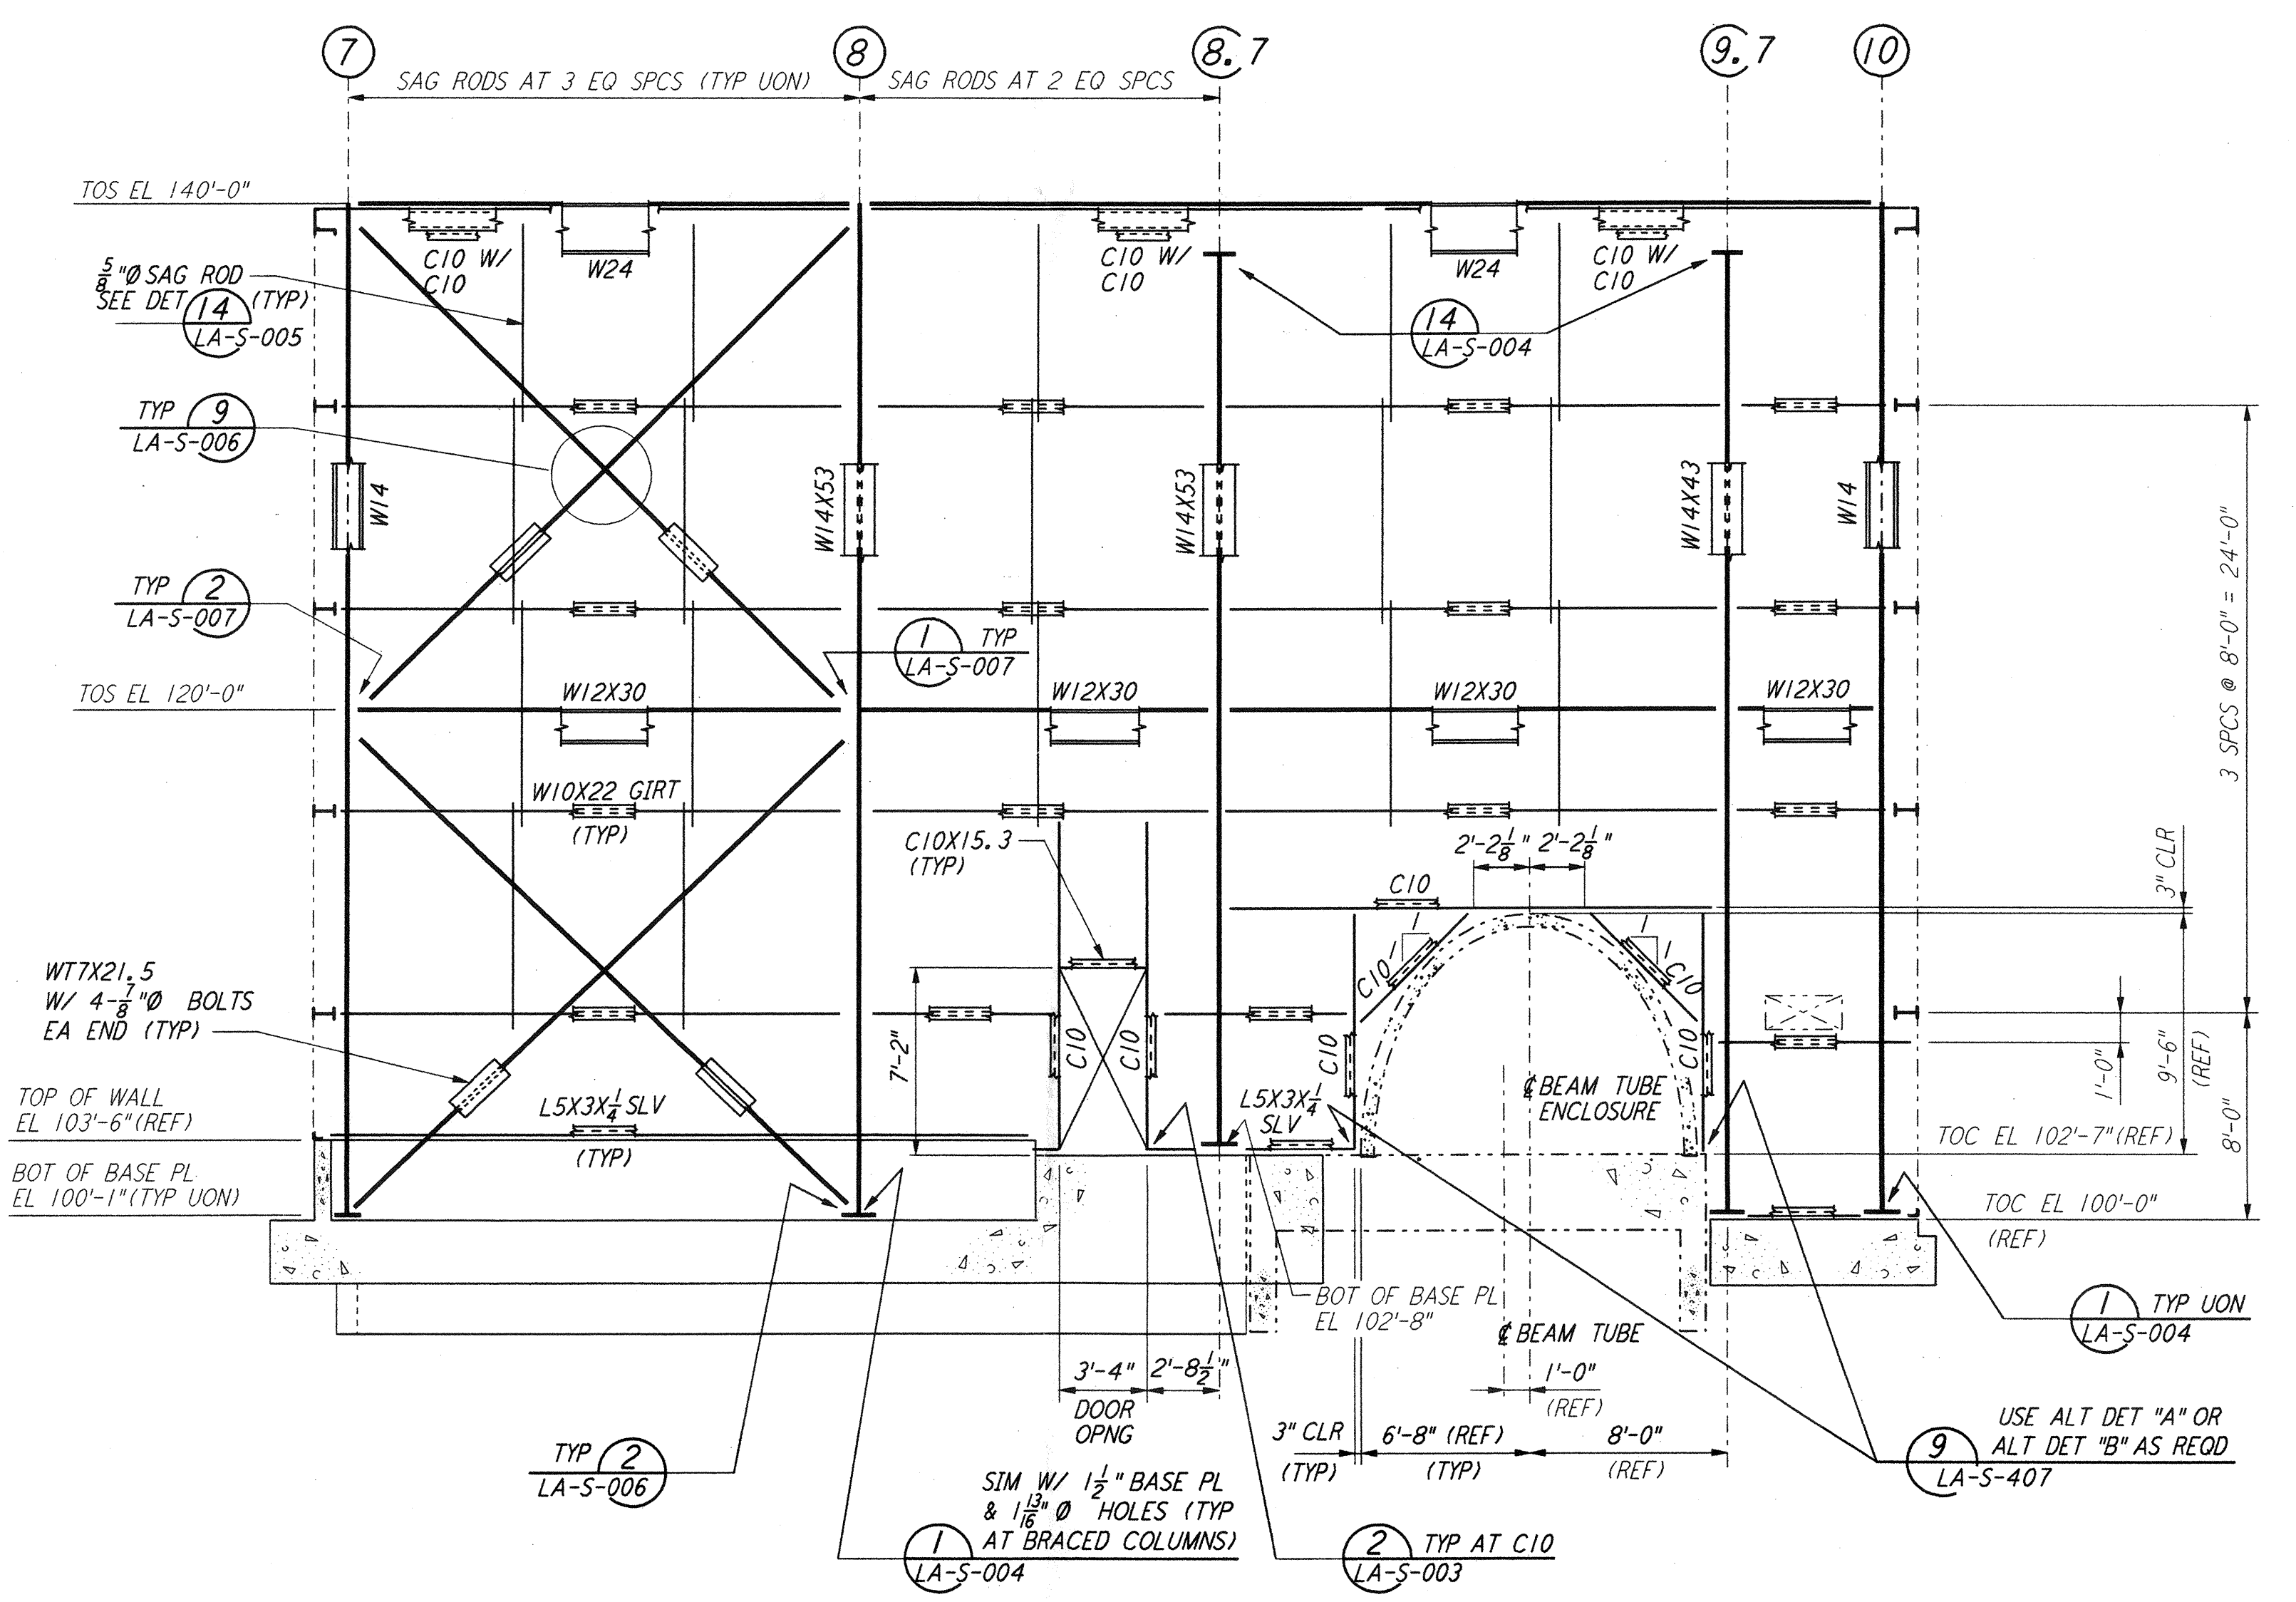 7
8
8.7
9.7
10
SAG RODS AT 3 EQ SPCS (TYP UON)
SAG RODS AT 2 EQ SPCS
TOS EL 140'-0"
C10 W/
C10
W24
C10 W/
C10
W24
C10 W/
C10
5/8"Ø SAG ROD
SEE DET (TYP)
14
LA-S-005
14
LA-S-004
TYP 9
LA-S-006
W14
W14X53
W14X53
W14X43
W14
TYP 2
LA-S-007
1 TYP
LA-S-007
TOS EL 120'-0"
W12X30
W12X30
W12X30
W12X30
3 SPCS @ 8'-0" = 24'-0"
W10X22 GIRT
(TYP)
C10X15.3
(TYP)
2'-2 1/8"
2'-2 1/8"
3" CLR
C10
1
1
C10
1
1
C10
WT7X21.5
W/ 4-7/8"Ø BOLTS
EA END (TYP)
7'-2"
C10
C10
C10
C10
1'-0"
9'-6"
(REF)
8'-0"
℄ BEAM TUBE
ENCLOSURE
TOP OF WALL
EL 103'-6" (REF)
L5X3X1/4 SLV
(TYP)
L5X3X1/4
SLV
TOC EL 102'-7" (REF)
BOT OF BASE PL
EL 100'-1" (TYP UON)
TOC EL 100'-0"
(REF)
BOT OF BASE PL
EL 102'-8"
℄ BEAM TUBE
1 TYP UON
LA-S-004
3'-4"
2'-8 1/2"
DOOR
OPNG
1'-0"
(REF)
3" CLR
(TYP)
6'-8" (REF)
(TYP)
8'-0"
(REF)
USE ALT DET "A" OR
ALT DET "B" AS REQD
9
LA-S-407
TYP 2
LA-S-006
SIM W/ 1 1/2" BASE PL
& 1 13/16" Ø HOLES (TYP
AT BRACED COLUMNS)
1
LA-S-004
2 TYP AT C10
LA-S-003